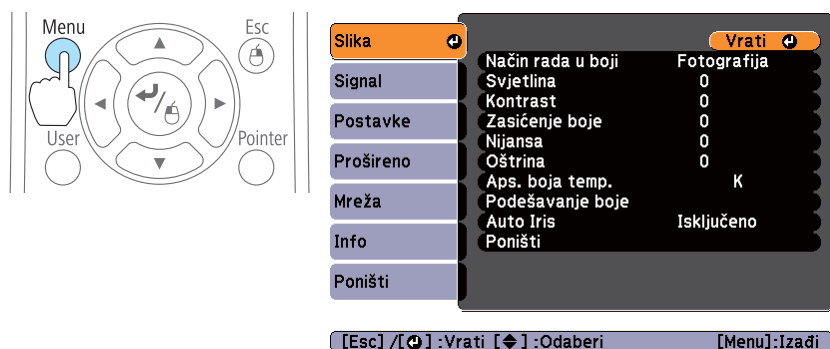 Menu
Esc
User
Pointer
Slika
Signal
Postavke
Prošireno
Mreža
Info
Poništi
Vrati
Način rada u boji Fotografija
Svjetlina 0
Kontrast 0
Zasićenje boje 0
Nijansa 0
Oštrina 0
Aps. boja temp. K
Podešavanje boje
Auto Iris Isključeno
Poništi
[Esc] /[ ] :Vrati [ ] :Odaberi [Menu]:Izađi